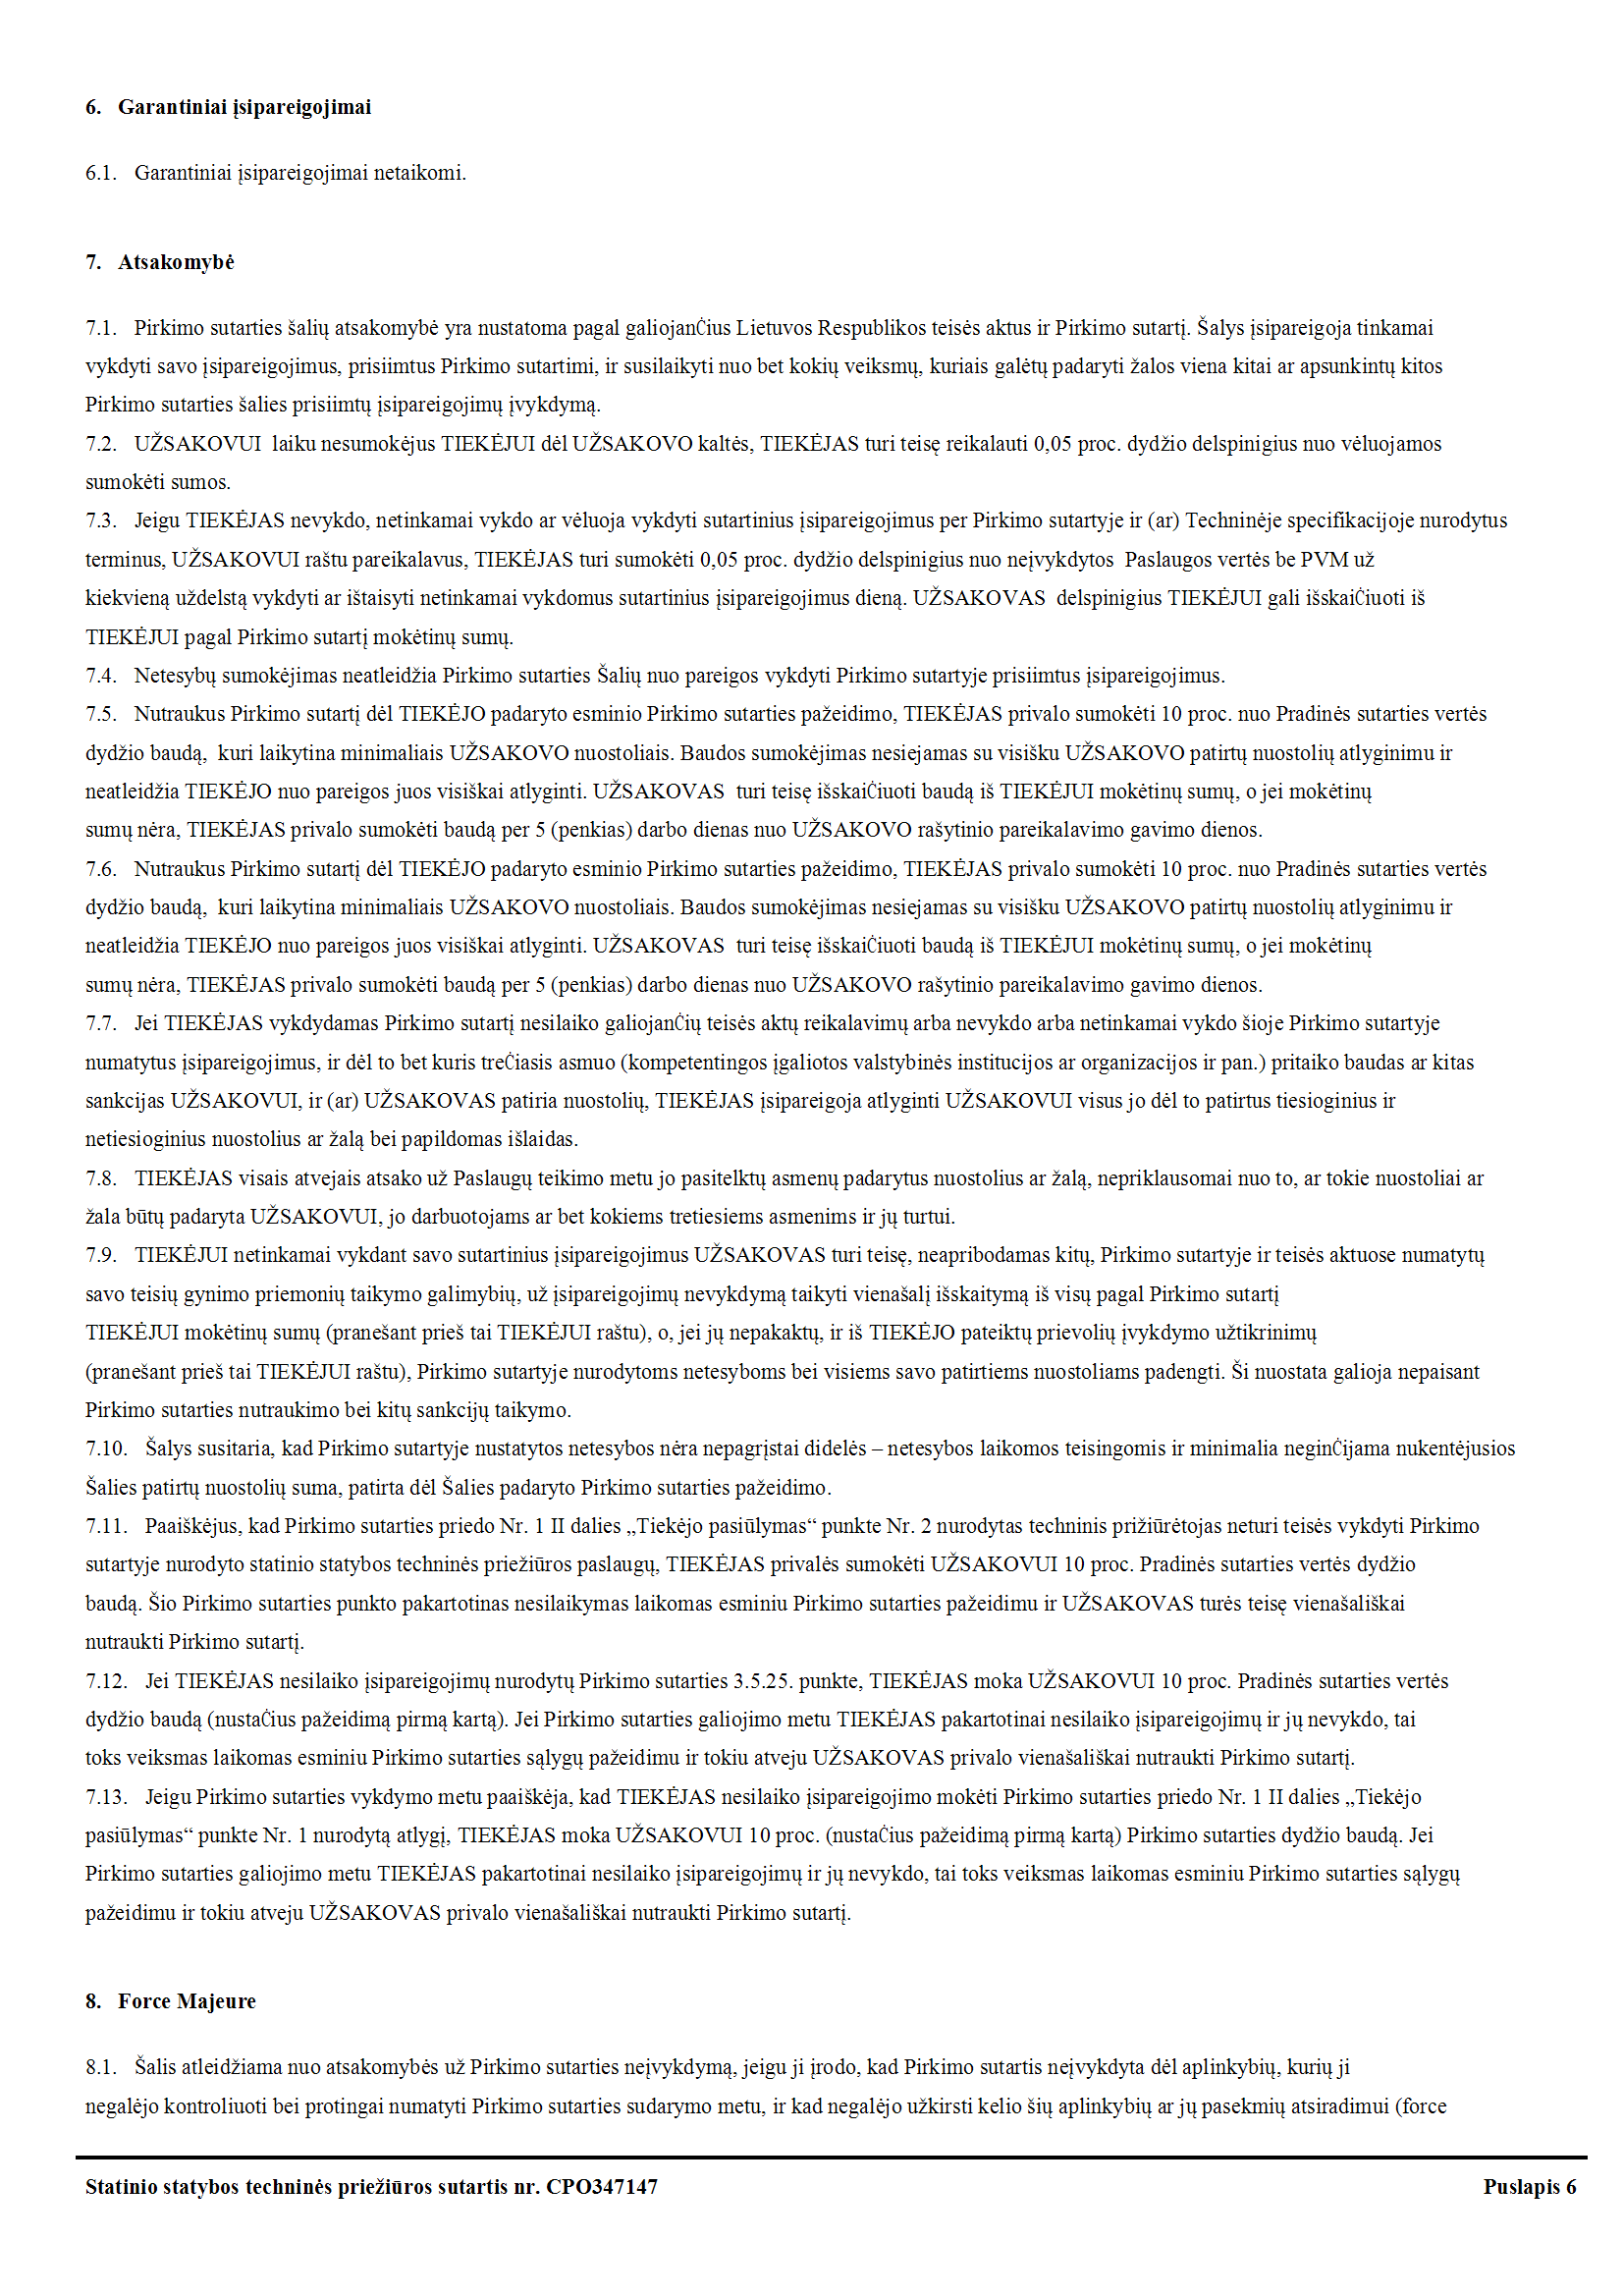 6. Garantiniai įsipareigojimai
6.1. Garantiniai įsipareigojimai netaikomi.
7. Atsakomybė
7.1. Pirkimo sutarties šalių atsakomybė yra nustatoma pagal galiojanĊius Lietuvos Respublikos teisės aktus ir Pirkimo sutartį. Šalys įsipareigoja tinkamai
vykdyti savo įsipareigojimus, prisiimtus Pirkimo sutartimi, ir susilaikyti nuo bet kokių veiksmų, kuriais galėtų padaryti žalos viena kitai ar apsunkintų kitos
Pirkimo sutarties šalies prisiimtų įsipareigojimų įvykdymą.
7.2. UŽSAKOVUI laiku nesumokėjus TIEKĖJUI dėl UŽSAKOVO kaltės, TIEKĖJAS turi teisę reikalauti 0,05 proc. dydžio delspinigius nuo vėluojamos
sumokėti sumos.
7.3. Jeigu TIEKĖJAS nevykdo, netinkamai vykdo ar vėluoja vykdyti sutartinius įsipareigojimus per Pirkimo sutartyje ir (ar) Techninėje specifikacijoje nurodytus
terminus, UŽSAKOVUI raštu pareikalavus, TIEKĖJAS turi sumokėti 0,05 proc. dydžio delspinigius nuo neįvykdytos Paslaugos vertės be PVM už
kiekvieną uždelstą vykdyti ar ištaisyti netinkamai vykdomus sutartinius įsipareigojimus dieną. UŽSAKOVAS delspinigius TIEKĖJUI gali išskaiĊiuoti iš
TIEKĖJUI pagal Pirkimo sutartį mokėtinų sumų.
7.4. Netesybų sumokėjimas neatleidžia Pirkimo sutarties Šalių nuo pareigos vykdyti Pirkimo sutartyje prisiimtus įsipareigojimus.
7.5. Nutraukus Pirkimo sutartį dėl TIEKĖJO padaryto esminio Pirkimo sutarties pažeidimo, TIEKĖJAS privalo sumokėti 10 proc. nuo Pradinės sutarties vertės
dydžio baudą, kuri laikytina minimaliais UŽSAKOVO nuostoliais. Baudos sumokėjimas nesiejamas su visišku UŽSAKOVO patirtų nuostolių atlyginimu ir
neatleidžia TIEKĖJO nuo pareigos juos visiškai atlyginti. UŽSAKOVAS turi teisę išskaiĊiuoti baudą iš TIEKĖJUI mokėtinų sumų, o jei mokėtinų
sumų nėra, TIEKĖJAS privalo sumokėti baudą per 5 (penkias) darbo dienas nuo UŽSAKOVO rašytinio pareikalavimo gavimo dienos.
7.6. Nutraukus Pirkimo sutartį dėl TIEKĖJO padaryto esminio Pirkimo sutarties pažeidimo, TIEKĖJAS privalo sumokėti 10 proc. nuo Pradinės sutarties vertės
dydžio baudą, kuri laikytina minimaliais UŽSAKOVO nuostoliais. Baudos sumokėjimas nesiejamas su visišku UŽSAKOVO patirtų nuostolių atlyginimu ir
neatleidžia TIEKĖJO nuo pareigos juos visiškai atlyginti. UŽSAKOVAS turi teisę išskaiĊiuoti baudą iš TIEKĖJUI mokėtinų sumų, o jei mokėtinų
sumų nėra, TIEKĖJAS privalo sumokėti baudą per 5 (penkias) darbo dienas nuo UŽSAKOVO rašytinio pareikalavimo gavimo dienos.
7.7. Jei TIEKĖJAS vykdydamas Pirkimo sutartį nesilaiko galiojanĊių teisės aktų reikalavimų arba nevykdo arba netinkamai vykdo šioje Pirkimo sutartyje
numatytus įsipareigojimus, ir dėl to bet kuris treĊiasis asmuo (kompetentingos įgaliotos valstybinės institucijos ar organizacijos ir pan.) pritaiko baudas ar kitas
sankcijas UŽSAKOVUI, ir (ar) UŽSAKOVAS patiria nuostolių, TIEKĖJAS įsipareigoja atlyginti UŽSAKOVUI visus jo dėl to patirtus tiesioginius ir
netiesioginius nuostolius ar žalą bei papildomas išlaidas.
7.8. TIEKĖJAS visais atvejais atsako už Paslaugų teikimo metu jo pasitelktų asmenų padarytus nuostolius ar žalą, nepriklausomai nuo to, ar tokie nuostoliai ar
žala būtų padaryta UŽSAKOVUI, jo darbuotojams ar bet kokiems tretiesiems asmenims ir jų turtui.
7.9. TIEKĖJUI netinkamai vykdant savo sutartinius įsipareigojimus UŽSAKOVAS turi teisę, neapribodamas kitų, Pirkimo sutartyje ir teisės aktuose numatytų
savo teisių gynimo priemonių taikymo galimybių, už įsipareigojimų nevykdymą taikyti vienašalį išskaitymą iš visų pagal Pirkimo sutartį
TIEKĖJUI mokėtinų sumų (pranešant prieš tai TIEKĖJUI raštu), o, jei jų nepakaktų, ir iš TIEKĖJO pateiktų prievolių įvykdymo užtikrinimų
(pranešant prieš tai TIEKĖJUI raštu), Pirkimo sutartyje nurodytoms netesyboms bei visiems savo patirtiems nuostoliams padengti. Ši nuostata galioja nepaisant
Pirkimo sutarties nutraukimo bei kitų sankcijų taikymo.
7.10. Šalys susitaria, kad Pirkimo sutartyje nustatytos netesybos nėra nepagrįstai didelės – netesybos laikomos teisingomis ir minimalia neginĊijama nukentėjusios
Šalies patirtų nuostolių suma, patirta dėl Šalies padaryto Pirkimo sutarties pažeidimo.
7.11. Paaiškėjus, kad Pirkimo sutarties priedo Nr. 1 II dalies „Tiekėjo pasiūlymas“ punkte Nr. 2 nurodytas techninis prižiūrėtojas neturi teisės vykdyti Pirkimo
sutartyje nurodyto statinio statybos techninės priežiūros paslaugų, TIEKĖJAS privalės sumokėti UŽSAKOVUI 10 proc. Pradinės sutarties vertės dydžio
baudą. Šio Pirkimo sutarties punkto pakartotinas nesilaikymas laikomas esminiu Pirkimo sutarties pažeidimu ir UŽSAKOVAS turės teisę vienašališkai
nutraukti Pirkimo sutartį.
7.12. Jei TIEKĖJAS nesilaiko įsipareigojimų nurodytų Pirkimo sutarties 3.5.25. punkte, TIEKĖJAS moka UŽSAKOVUI 10 proc. Pradinės sutarties vertės
dydžio baudą (nustaĊius pažeidimą pirmą kartą). Jei Pirkimo sutarties galiojimo metu TIEKĖJAS pakartotinai nesilaiko įsipareigojimų ir jų nevykdo, tai
toks veiksmas laikomas esminiu Pirkimo sutarties sąlygų pažeidimu ir tokiu atveju UŽSAKOVAS privalo vienašališkai nutraukti Pirkimo sutartį.
7.13. Jeigu Pirkimo sutarties vykdymo metu paaiškėja, kad TIEKĖJAS nesilaiko įsipareigojimo mokėti Pirkimo sutarties priedo Nr. 1 II dalies „Tiekėjo
pasiūlymas“ punkte Nr. 1 nurodytą atlygį, TIEKĖJAS moka UŽSAKOVUI 10 proc. (nustaĊius pažeidimą pirmą kartą) Pirkimo sutarties dydžio baudą. Jei
Pirkimo sutarties galiojimo metu TIEKĖJAS pakartotinai nesilaiko įsipareigojimų ir jų nevykdo, tai toks veiksmas laikomas esminiu Pirkimo sutarties sąlygų
pažeidimu ir tokiu atveju UŽSAKOVAS privalo vienašališkai nutraukti Pirkimo sutartį.
8. Force Majeure
8.1. Šalis atleidžiama nuo atsakomybės už Pirkimo sutarties neįvykdymą, jeigu ji įrodo, kad Pirkimo sutartis neįvykdyta dėl aplinkybių, kurių ji
negalėjo kontroliuoti bei protingai numatyti Pirkimo sutarties sudarymo metu, ir kad negalėjo užkirsti kelio šių aplinkybių ar jų pasekmių atsiradimui (force
Statinio statybos techninės priežiūros sutartis nr. CPO347147 Puslapis 6